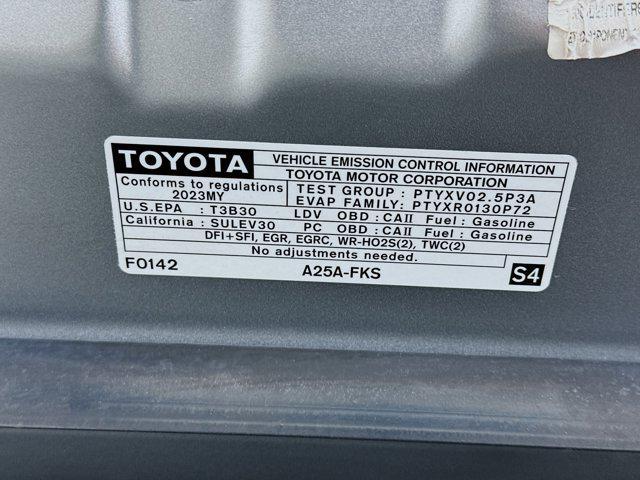 TOYOTA
VEHICLE EMISSION CONTROL INFORMATION
TOYOTA MOTOR CORPORATION
Conforms to regulations
2023MY
TEST GROUP : PTYXV02.5P3A
EVAP FAMILY: PTYXR0130P72
U.S.EPA : T3B30 LDV OBD : CAII Fuel : Gasoline
California : SULEV30 PC OBD : CAII Fuel : Gasoline
DFI+SFI, EGR, EGRC, WR-HO2S(2), TWC(2)
No adjustments needed.
F0142 A25A-FKS S4